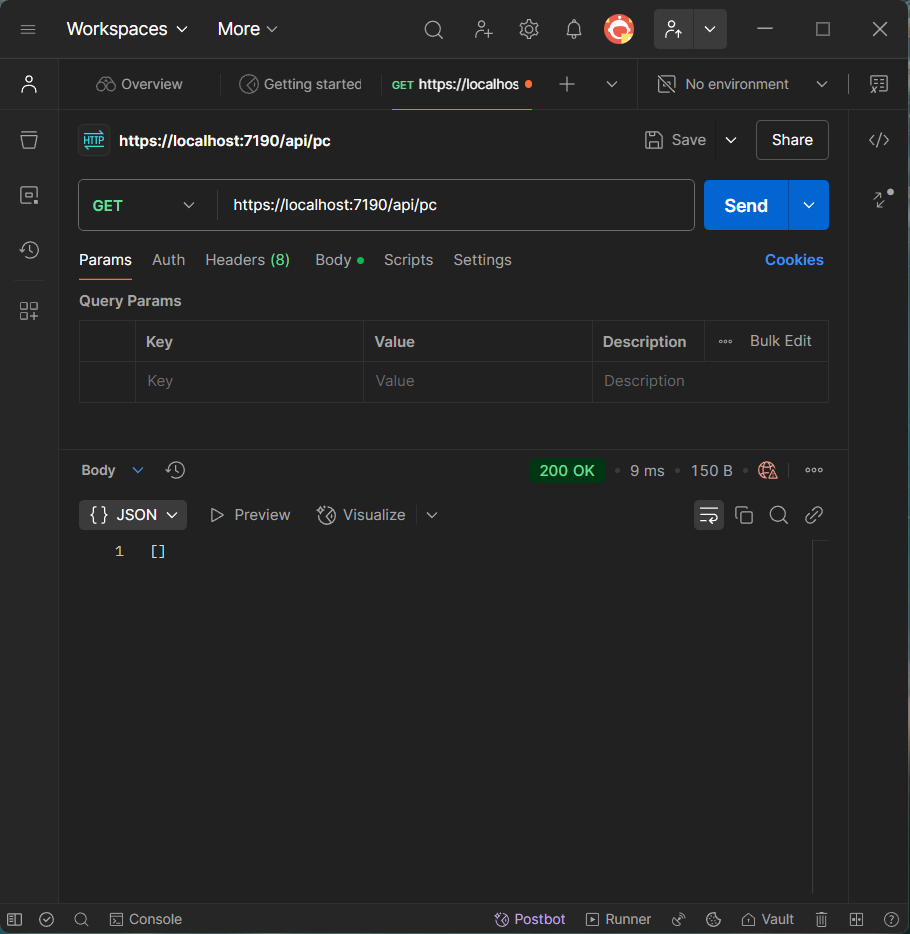 Workspaces More
Overview Getting started GET https://localhos No environment
HTTP https://localhost:7190/api/pc Save Share
GET https://localhost:7190/api/pc Send
Params Auth Headers (8) Body Scripts Settings Cookies
Query Params
Key Value Description Bulk Edit
Key Value Description
Body 200 OK 9 ms 150 B
{} JSON Preview Visualize
1 []
Console Postbot Runner Vault